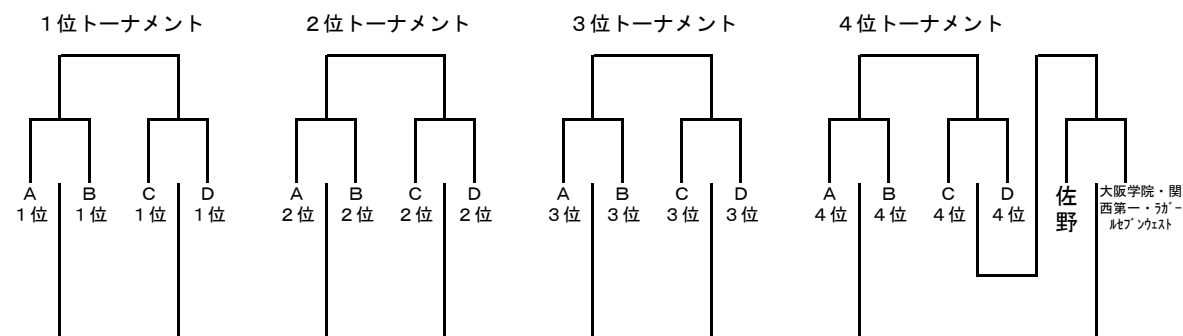 1位トーナメント
2位トーナメント
3位トーナメント
4位トーナメント
A B C D
1位 1位 1位 1位
A B C D
2位 2位 2位 2位
A B C D
3位 3位 3位 3位
A B C D
4位 4位 4位 4位
佐野
大阪学院・関
西第一・ﾗｶﾞｰ
ﾙｾﾌﾞﾝｳｪｽﾄ